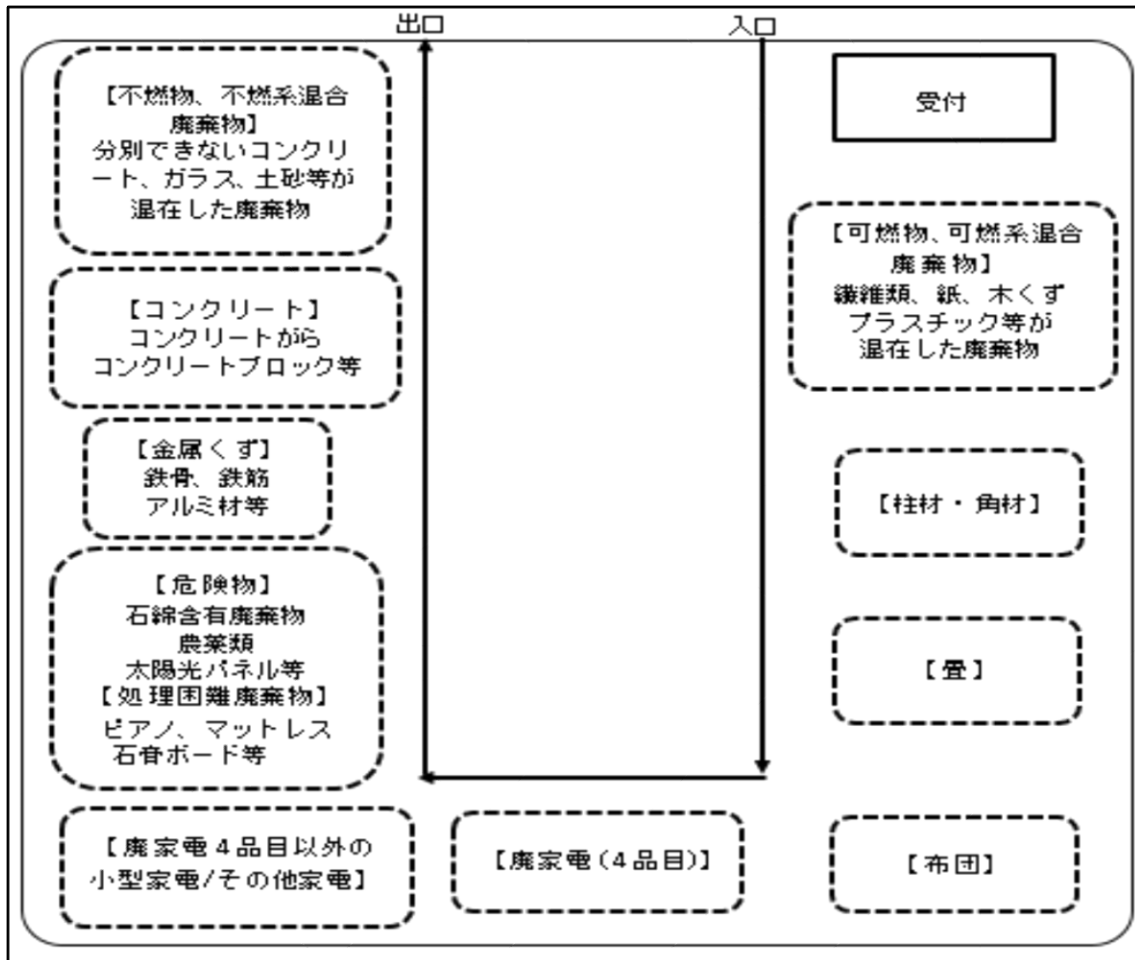 出口
入口
【不燃物、不燃系混合
廃棄物】
分別できないコンクリ
ート、ガラス、土砂等が
混在した廃棄物
受付
【可燃物、可燃系混合
廃棄物】
繊維類、紙、木くず
プラスチック等が
混在した廃棄物
【コンクリート】
コンクリートがら
コンクリートブロック等
【金属くず】
鉄骨、鉄筋
アルミ材等
【柱材・角材】
【危険物】
石綿含有廃棄物
農薬類
太陽光パネル等
【処理困難廃棄物】
ピアノ、マットレス
石膏ボード等
【畳】
【廃家電4品目以外の
小型家電/その他家電】
【廃家電(4品目)】
【布団】